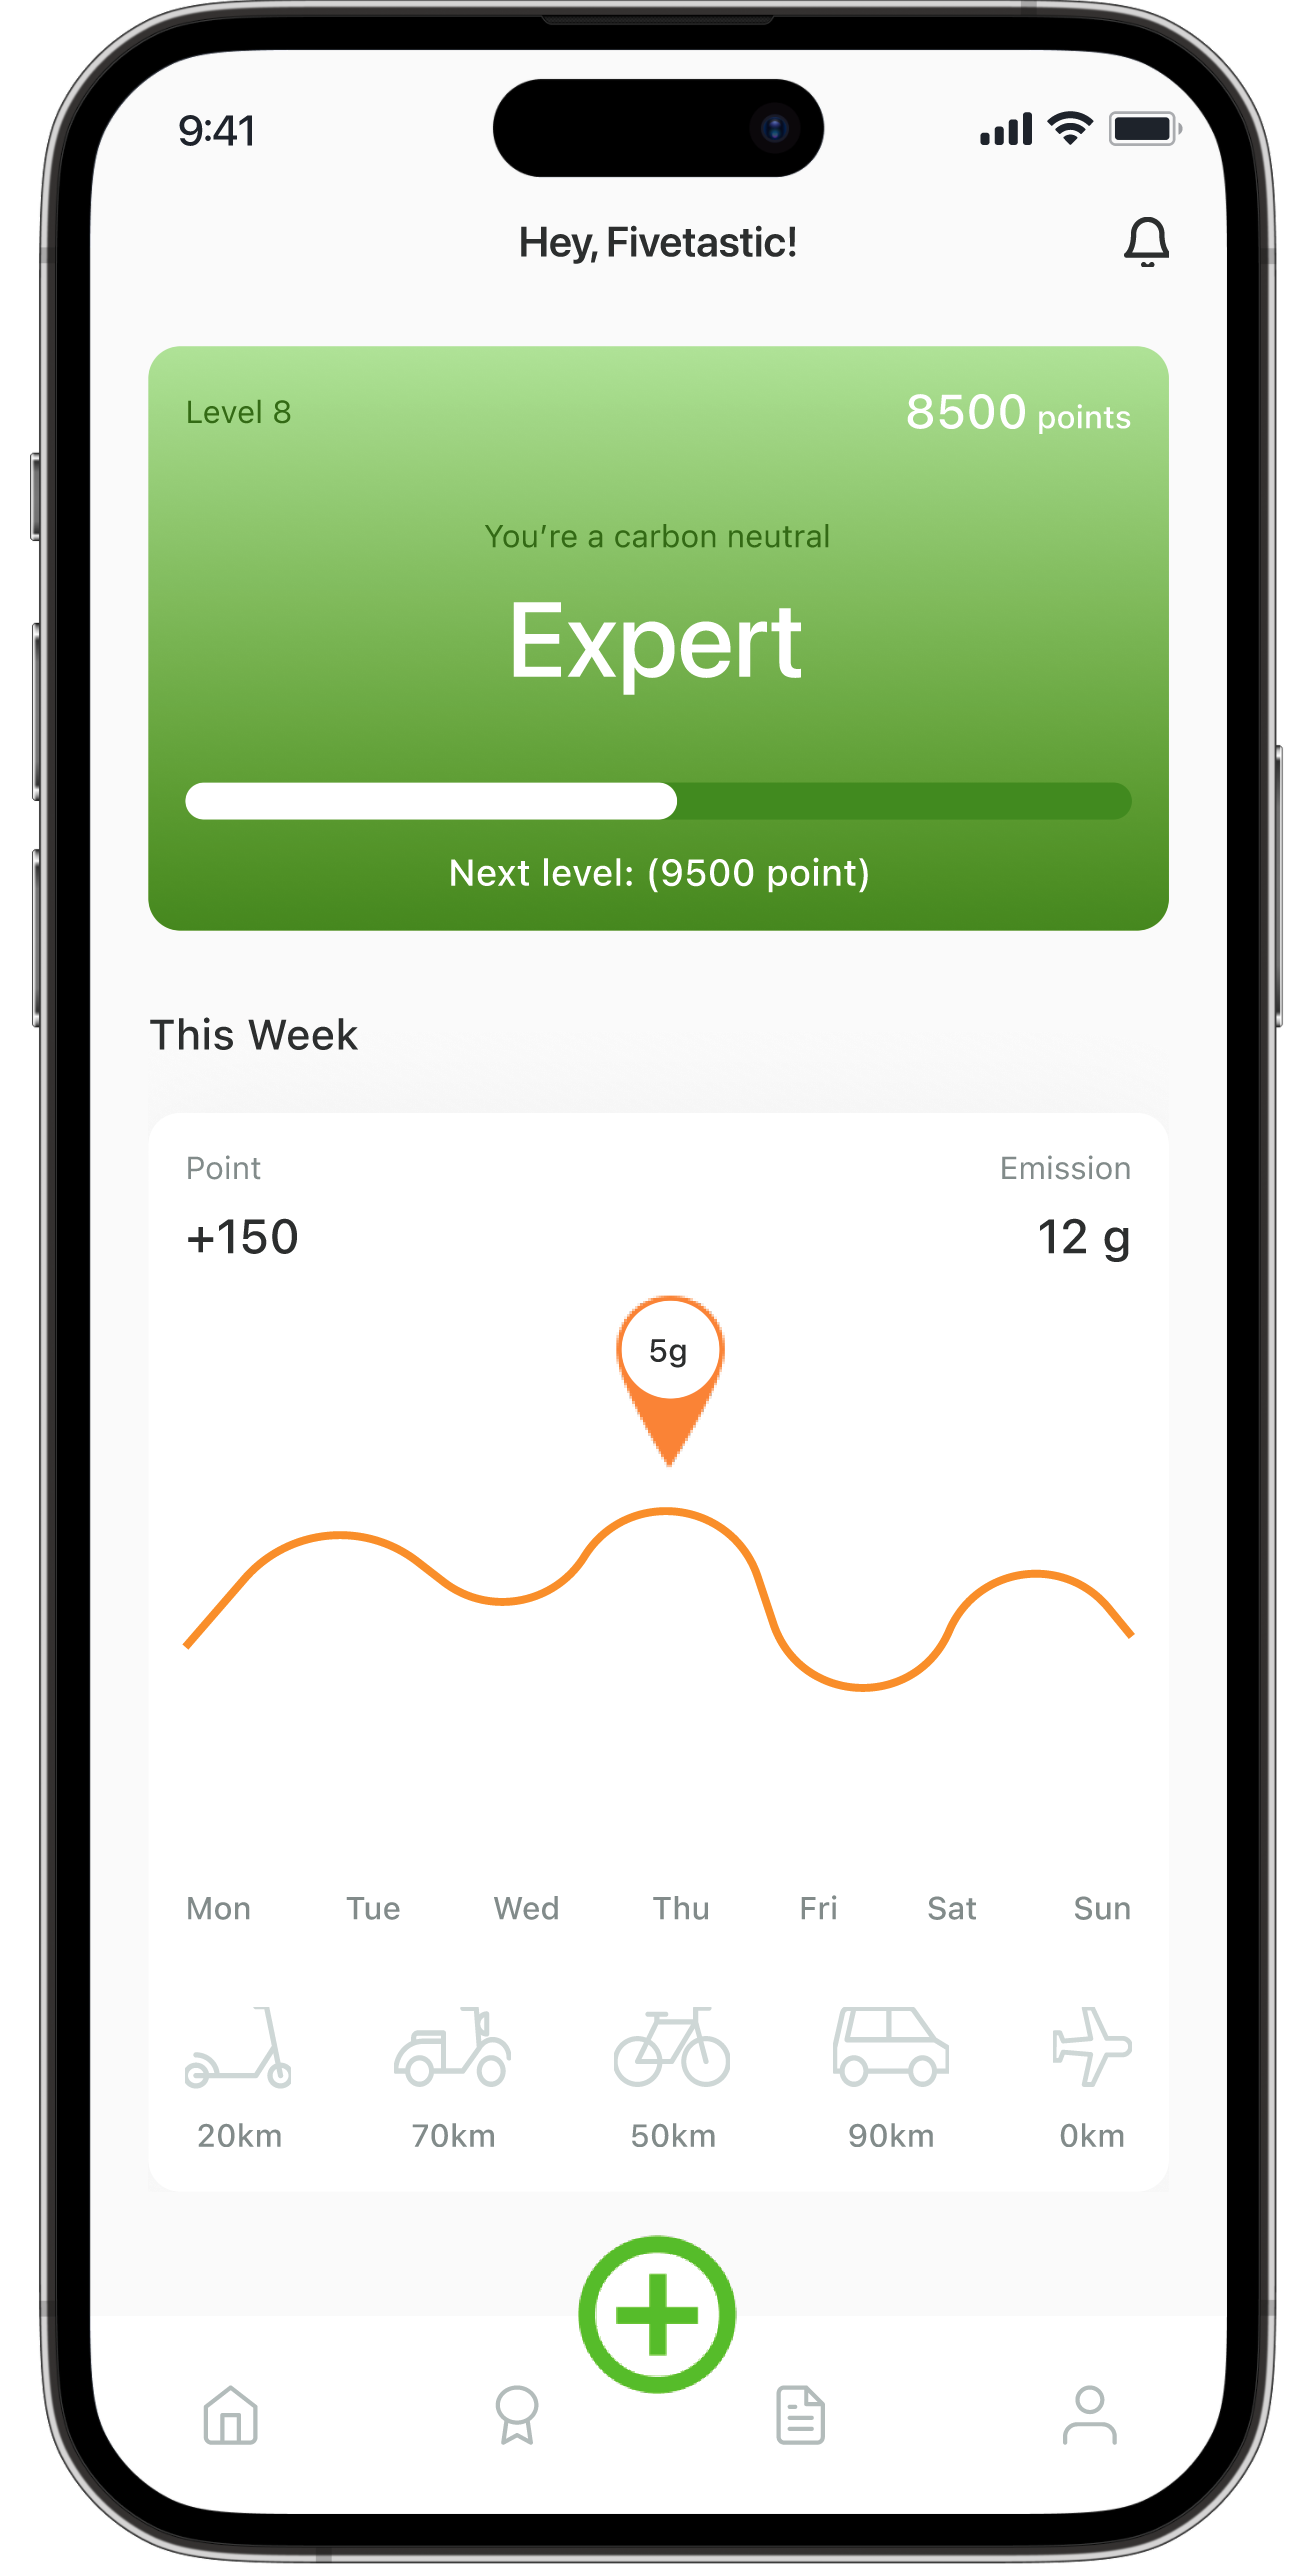 9:41
Hey, Fivetastic!
Level 8
8500 points
You’re a carbon neutral
Expert
Next level: (9500 point)
This Week
Point
Emission
+150
12 g
5g
Mon Tue Wed Thu Fri Sat Sun
20km 70km 50km 90km 0km